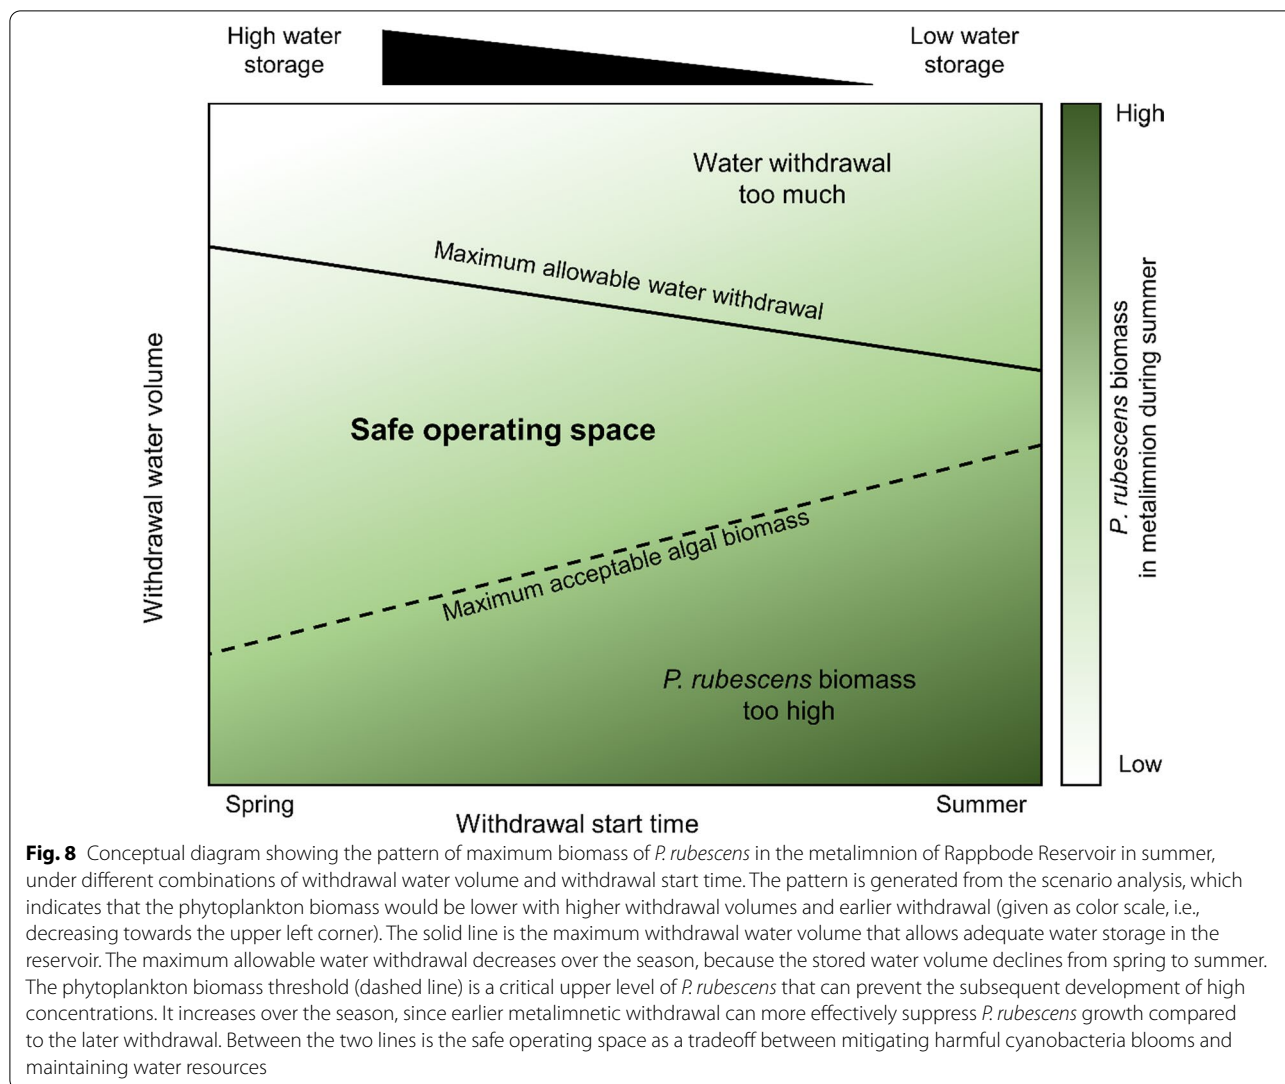 High water
storage
Low water
storage
High
Water withdrawal
too much
Maximum allowable water withdrawal
Withdrawal water volume
Safe operating space
P. rubescens biomass
in metalimnion during summer
Maximum acceptable algal biomass
P. rubescens biomass
too high
Low
Spring
Summer
Withdrawal start time
Fig. 8 Conceptual diagram showing the pattern of maximum biomass of P. rubescens in the metalimnion of Rappbode Reservoir in summer,
under different combinations of withdrawal water volume and withdrawal start time. The pattern is generated from the scenario analysis, which
indicates that the phytoplankton biomass would be lower with higher withdrawal volumes and earlier withdrawal (given as color scale, i.e.,
decreasing towards the upper left corner). The solid line is the maximum withdrawal water volume that allows adequate water storage in the
reservoir. The maximum allowable water withdrawal decreases over the season, because the stored water volume declines from spring to summer.
The phytoplankton biomass threshold (dashed line) is a critical upper level of P. rubescens that can prevent the subsequent development of high
concentrations. It increases over the season, since earlier metalimnetic withdrawal can more effectively suppress P. rubescens growth compared
to the later withdrawal. Between the two lines is the safe operating space as a tradeoff between mitigating harmful cyanobacteria blooms and
maintaining water resources